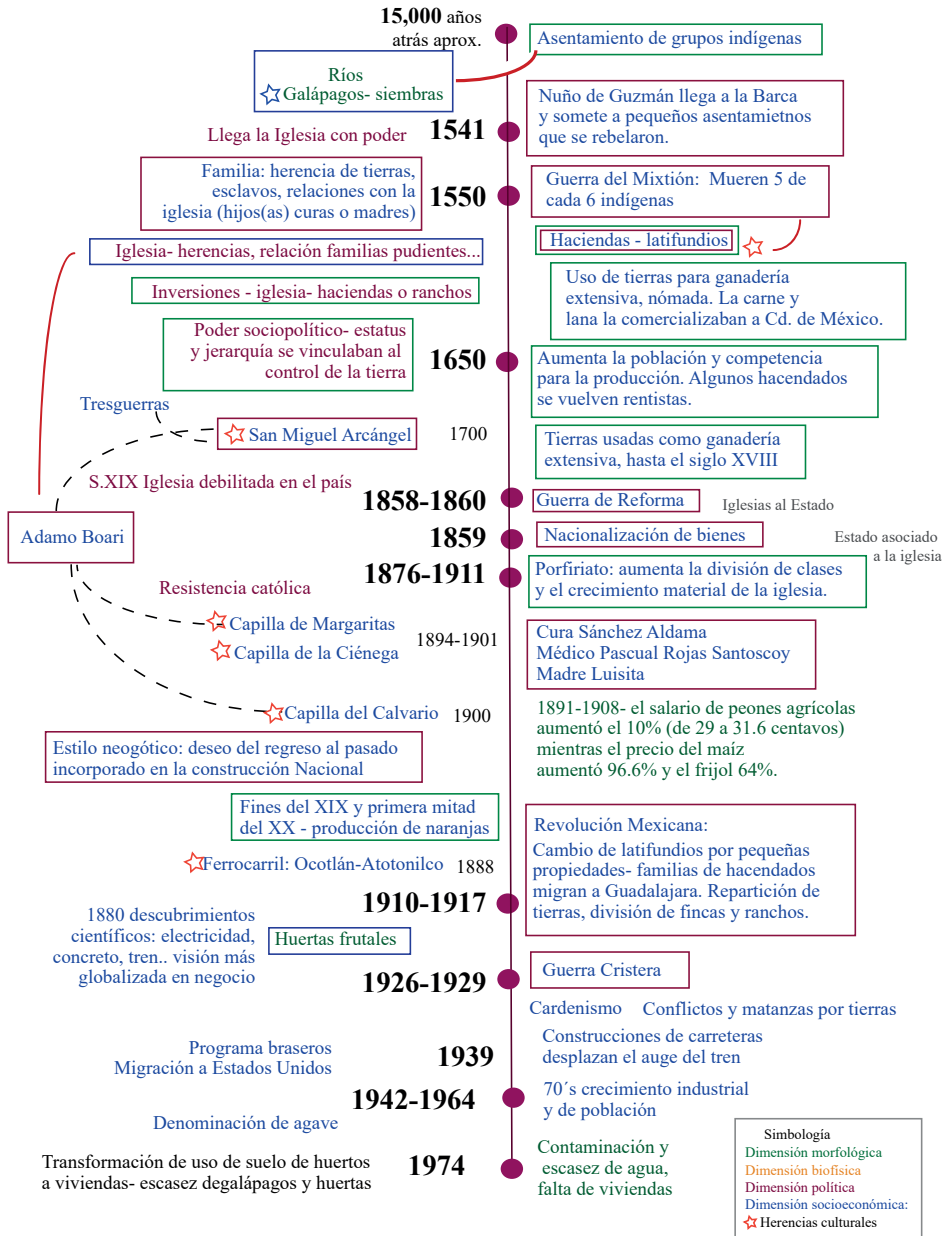 15,000 años
atrás aprox.
Asentamiento de grupos indígenas
Ríos
Galápagos- siembras
Nuño de Guzmán llega a la Barca
y somete a pequeños asentamietnos
que se rebelaron.
Llega la Iglesia con poder
1541
Familia: herencia de tierras,
esclavos, relaciones con la
iglesia (hijos(as) curas o madres)
1550
Guerra del Mixtión: Mueren 5 de
cada 6 indígenas
Iglesia- herencias, relación familias pudientes...
Haciendas - latifundios
Inversiones - iglesia- haciendas o ranchos
Uso de tierras para ganadería
extensiva, nómada. La carne y
lana la comercializaban a Cd. de México.
Poder sociopolítico- estatus
y jerarquía se vinculaban al
control de la tierra
1650
Aumenta la población y competencia
para la producción. Algunos hacendados
se vuelven rentistas.
Tresguerras
San Miguel Arcángel
1700
Tierras usadas como ganadería
extensiva, hasta el siglo XVIII
S.XIX Iglesia debilitada en el país
1858-1860
Guerra de Reforma
Iglesias al Estado
Adamo Boari
1859
Nacionalización de bienes
Estado asociado
a la iglesia
1876-1911
Porfiriato: aumenta la división de clases
y el crecimiento material de la iglesia.
Resistencia católica
Capilla de Margaritas
Capilla de la Ciénega
1894-1901
Cura Sánchez Aldama
Médico Pascual Rojas Santoscoy
Madre Luisita
Capilla del Calvario
1900
1891-1908- el salario de peones agrícolas
aumentó el 10% (de 29 a 31.6 centavos)
mientras el precio del maíz
aumentó 96.6% y el frijol 64%.
Estilo neogótico: deseo del regreso al pasado
incorporado en la construcción Nacional
Fines del XIX y primera mitad
del XX - producción de naranjas
Revolución Mexicana:
Cambio de latifundios por pequeñas
propiedades- familias de hacendados
migran a Guadalajara. Repartición de
tierras, división de fincas y ranchos.
Ferrocarril: Ocotlán-Atotonilco
1888
1910-1917
1880 descubrimientos
científicos: electricidad,
concreto, tren.. visión más
globalizada en negocio
Huertas frutales
1926-1929
Guerra Cristera
Cardenismo
Conflictos y matanzas por tierras
Programa braseros
Migración a Estados Unidos
1939
Construcciones de carreteras
desplazan el auge del tren
1942-1964
70´s crecimiento industrial
y de población
Denominación de agave
Transformación de uso de suelo de huertos
a viviendas- escasez degalápagos y huertas
1974
Contaminación y
escasez de agua,
falta de viviendas
Simbología
Dimensión morfológica
Dimensión biofísica
Dimensión política
Dimensión socioeconómica:
Herencias culturales